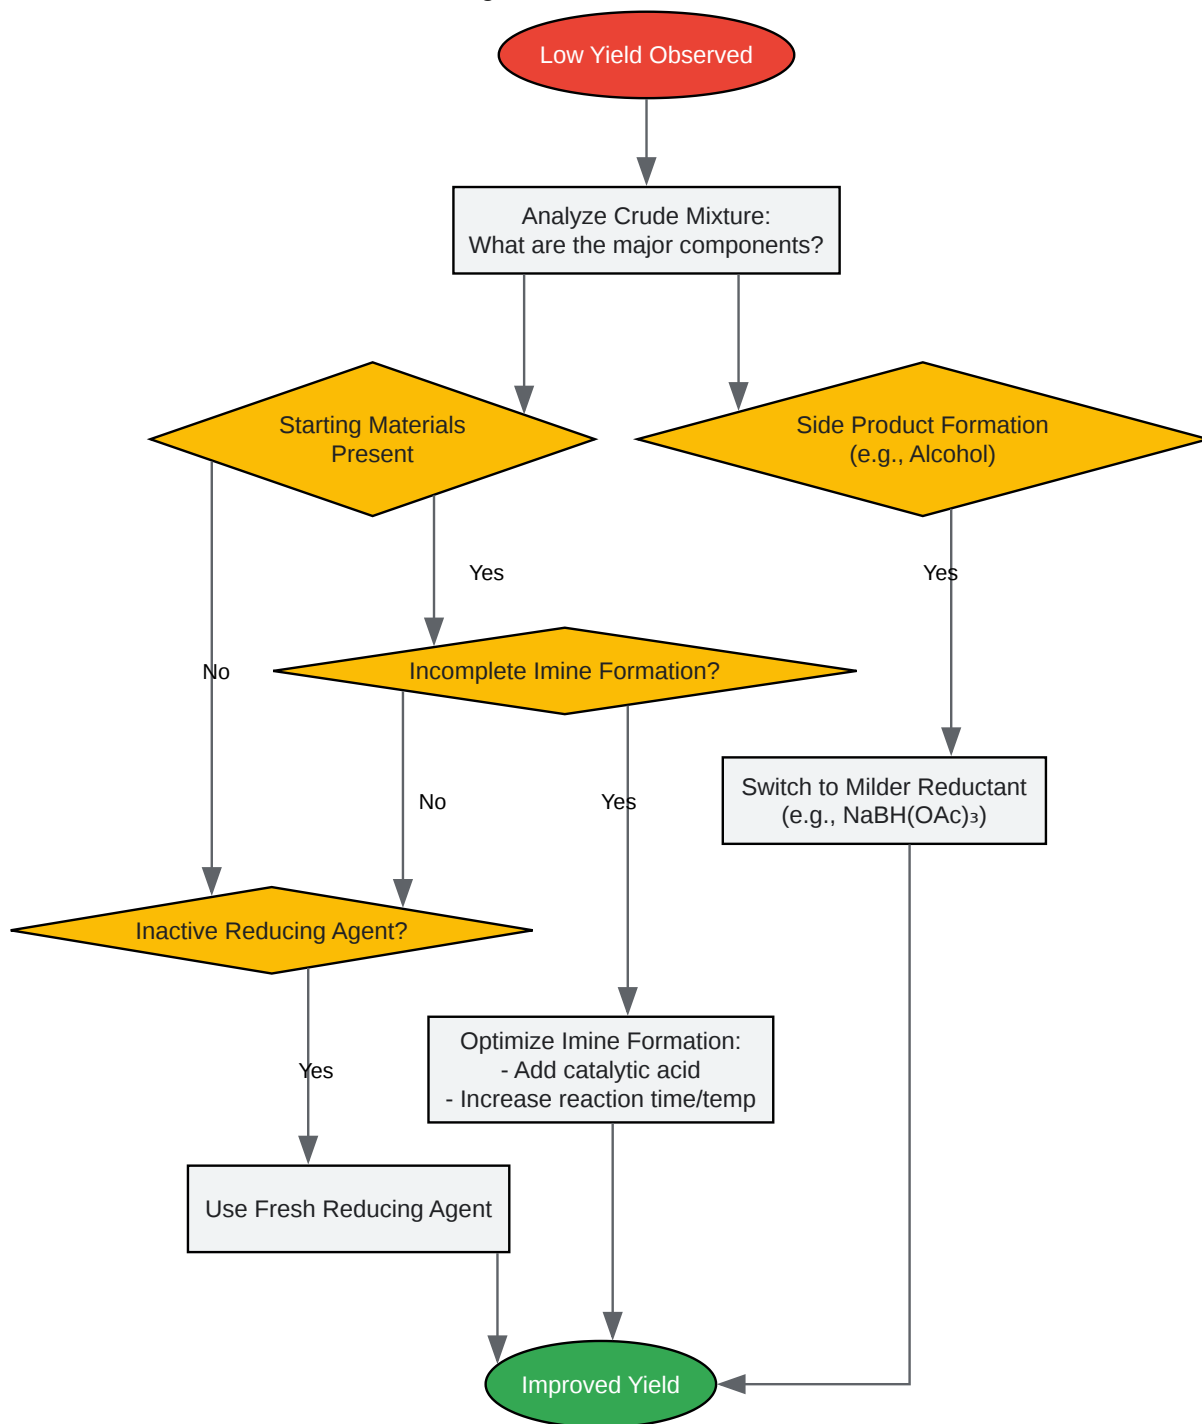 Low Yield Observed
Analyze Crude Mixture:
What are the major components?
Starting Materials
Present
Side Product Formation
(e.g., Alcohol)
Yes
Yes
No
Incomplete Imine Formation?
Switch to Milder Reductant
(e.g., NaBH(OAc)₃)
No
Yes
Inactive Reducing Agent?
Optimize Imine Formation:
- Add catalytic acid
- Increase reaction time/temp
Yes
Use Fresh Reducing Agent
Improved Yield